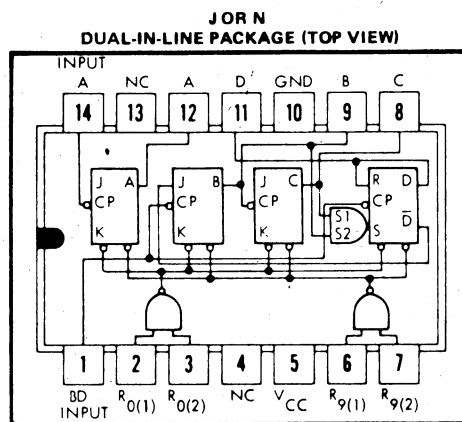 J OR N
DUAL-IN-LINE PACKAGE (TOP VIEW)
INPUT
A NC A D GND B C
14 13 12 11 10 9 8
J A J B J C R D
CP CP CP S1 CP
K K K S2 S D
1 2 3 4 5 6 7
BD INPUT R0(1) R0(2) NC VCC R9(1) R9(2)